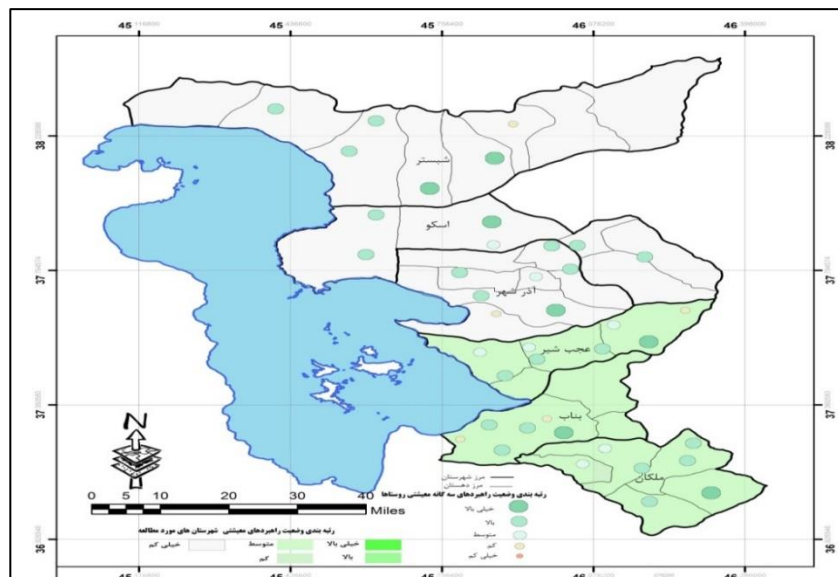 45 45 45 46 46
38
شبستر
اسکو
37
آذر شهر
عجب شیر
37
بناب
ملکان
N
مرز شهرستان
مرز دهستان
رتبه بندی وضعیت راهبردهای سه گانه معیشتی روستاها
0 5 10 20 30 40
Miles
خیلی بالا
بالا
متوسط
کم
خیلی کم
36
رتبه بندی وضعیت راهبردهای معیشتی شهرستان های مورد مطالعه
خیلی کم متوسط خیلی بالا
کم بالا